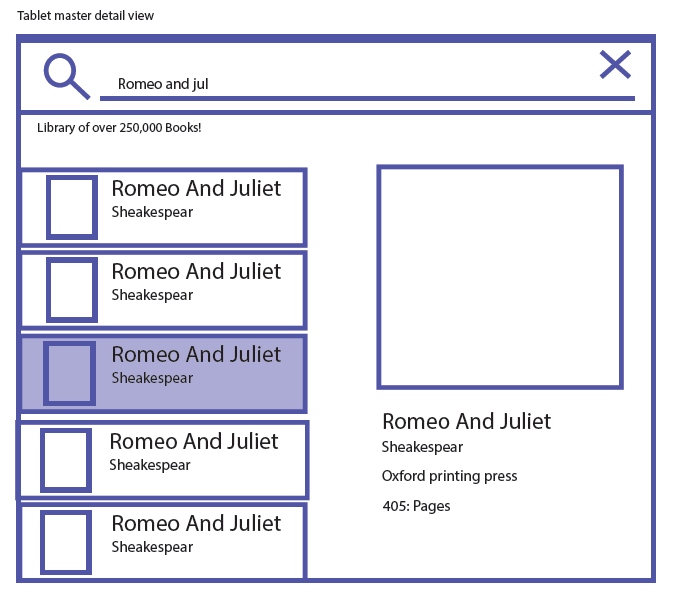 Tablet master detail view
Romeo and jul
Library of over 250,000 Books!
Romeo And Juliet
Sheakespear
Romeo And Juliet
Sheakespear
Romeo And Juliet
Sheakespear
Romeo And Juliet
Sheakespear
Romeo And Juliet
Sheakespear
Romeo And Juliet
Sheakespear
Oxford printing press
405: Pages